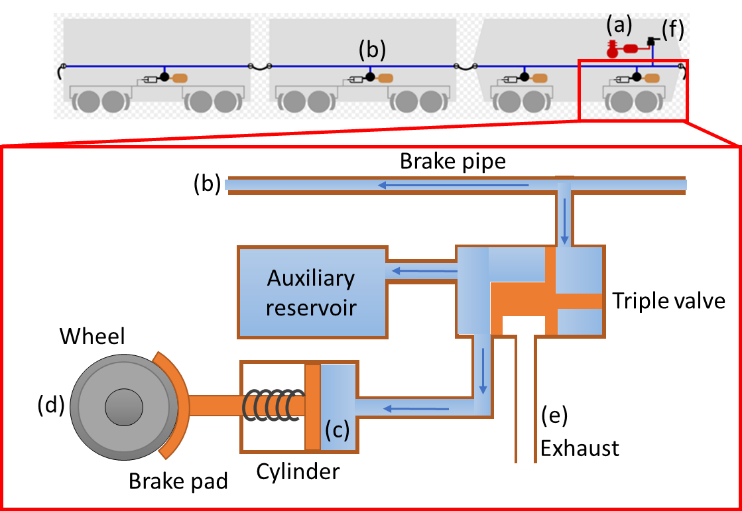 (a)
(f)
(b)
Brake pipe
(b)
Auxiliary
reservoir
Triple valve
Wheel
(d)
(c)
(e)
Exhaust
Cylinder
Brake pad